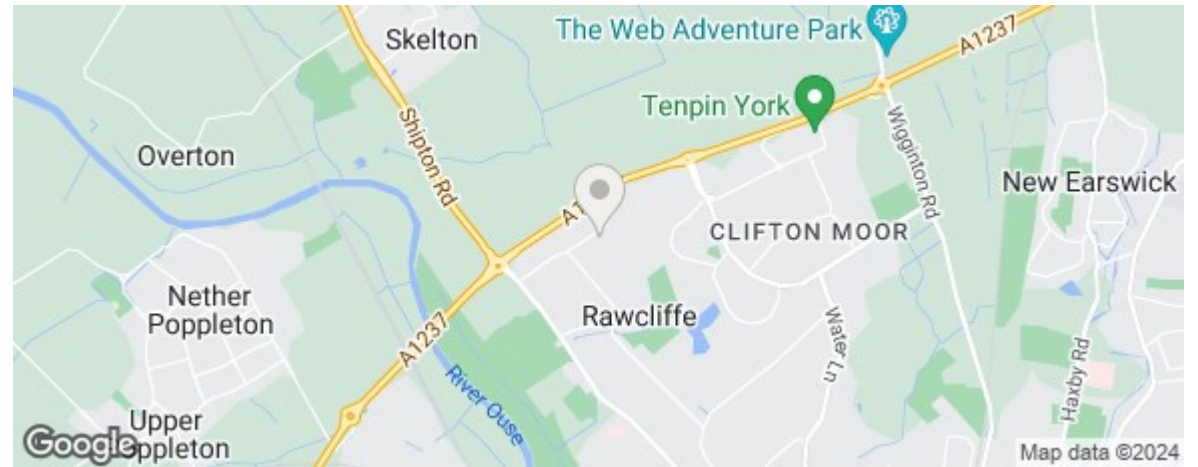 Skelton
The Web Adventure Park
A1237
Tenpin York
Shipton Rd
Wigginton Rd
Overton
New Earswick
CLIFTON MOOR
Nether
Poppleton
Rawcliffe
A1237
Water Ln
Haxby Rd
River Ouse
Upper
Google
Map data ©2024